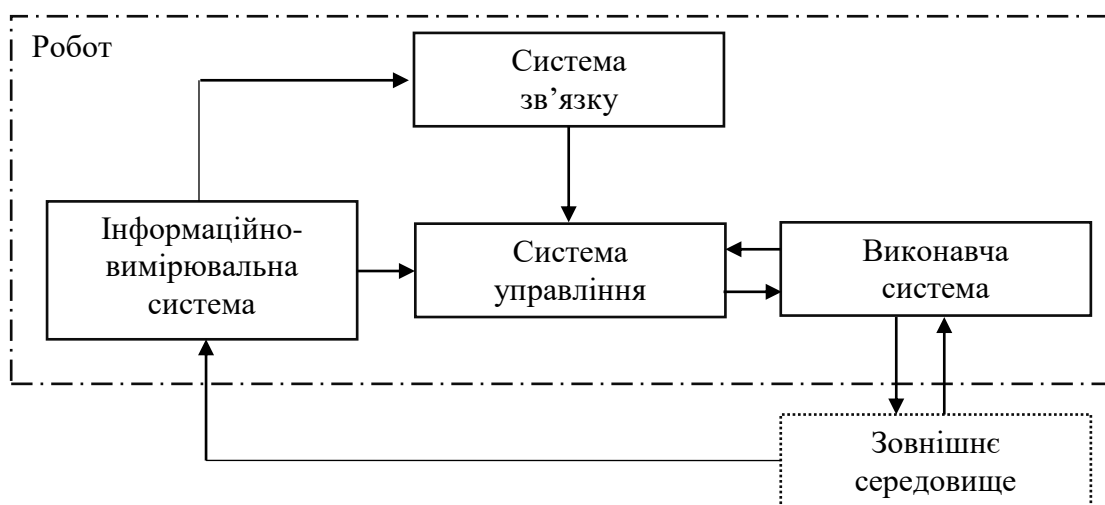 Робот
Система
зв’язку
Інформаційно-
вимірювальна
система
Система
управління
Виконавча
система
Зовнішнє
середовище